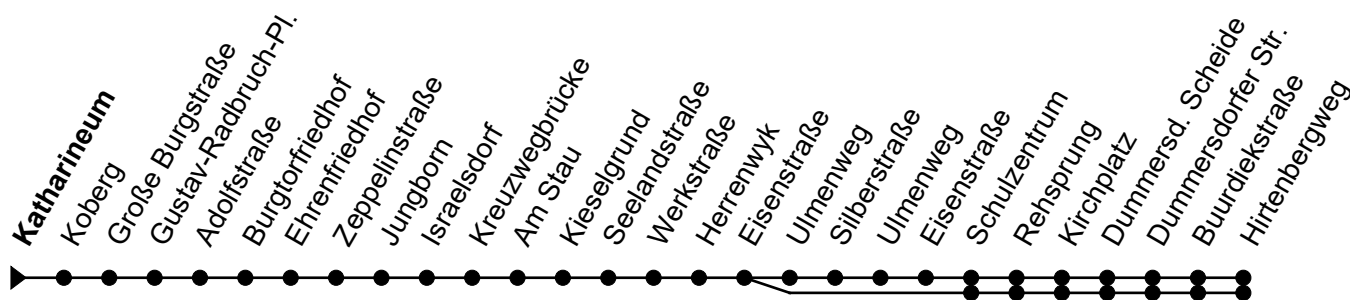 Katharineum
Koberg
Große Burgstraße
Gustav-Radbruch-Pl.
Adolfstraße
Burgtorfriedhof
Ehrenfriedhof
Zeppelinstraße
Jungborn
Israelsdorf
Kreuzwegbrücke
Am Stau
Kieselgrund
Seelandstraße
Werkstraße
Herrenwyk
Eisenstraße
Ulmenweg
Silberstraße
Ulmenweg
Eisenstraße
Schulzentrum
Rehsprung
Kirchplatz
Dummersd. Scheide
Dummersdorfer Str.
Buurdiekstraße
Hirtenbergweg